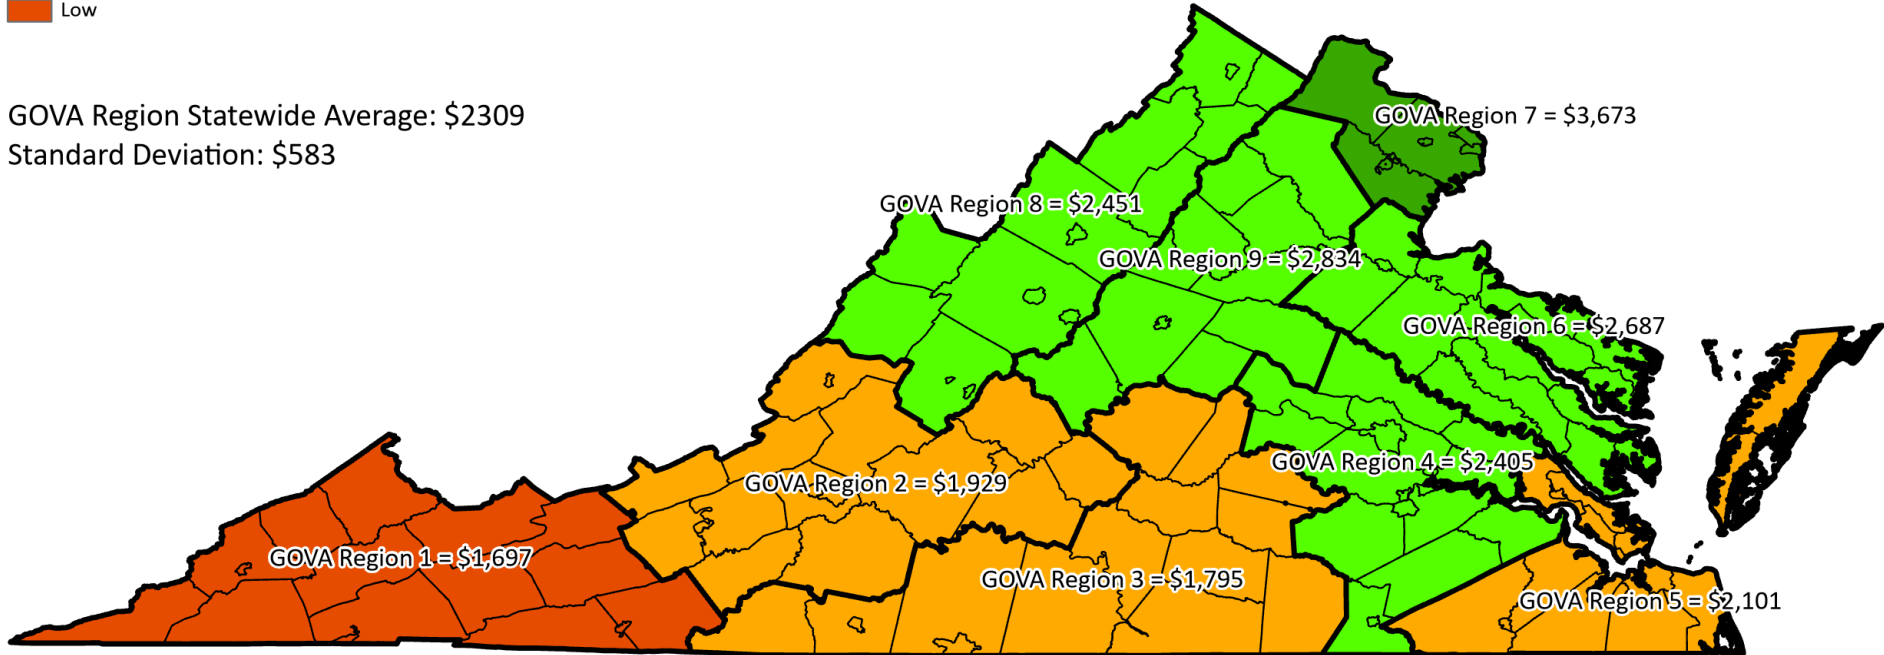 Low
GOVA Region Statewide Average: $2309
Standard Deviation: $583
GOVA Region 7 = $3,673
GOVA Region 8 = $2,451
GOVA Region 9 = $2,834
GOVA Region 6 = $2,687
GOVA Region 4 = $2,405
GOVA Region 2 = $1,929
GOVA Region 1 = $1,697
GOVA Region 3 = $1,795
GOVA Region 5 = $2,101